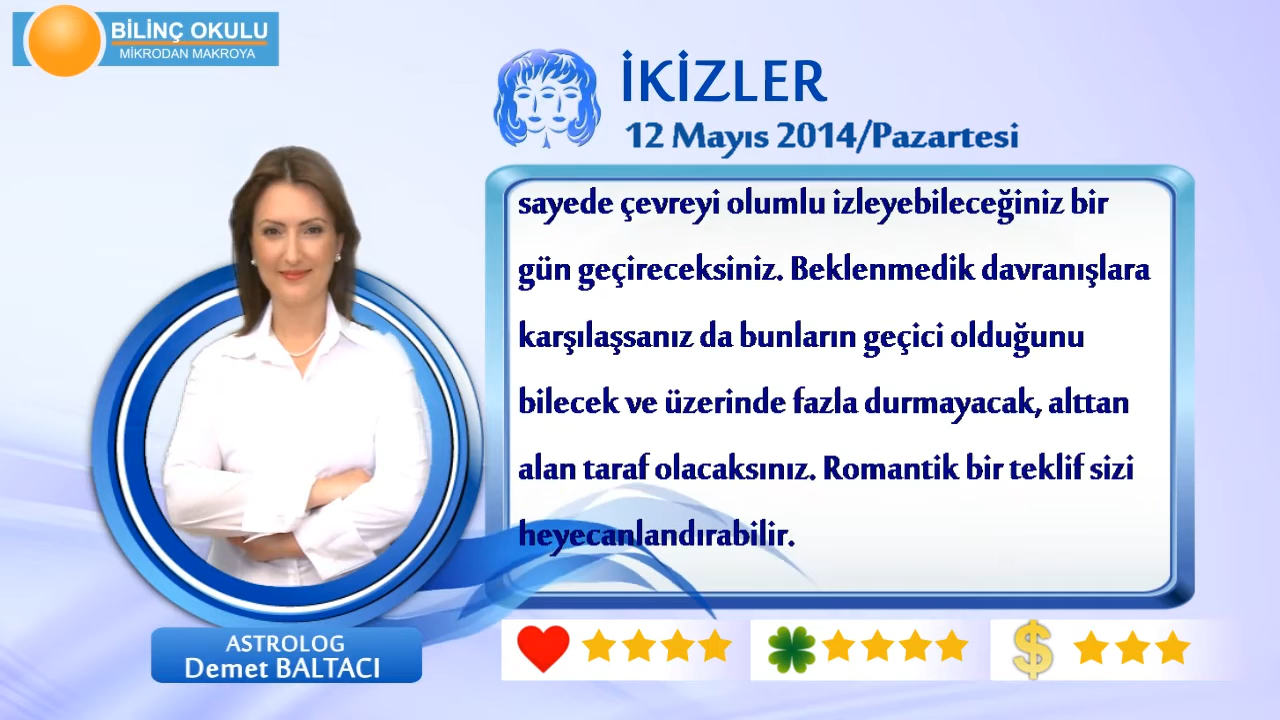 BİLİNÇ OKULU
MİKRODAN MAKROYA
İKİZLER
12 Mayıs 2014/Pazartesi
sayede çevreyi olumlu izleyebileceğiniz bir
gün geçireceksiniz. Beklenmedik davranışlara
karşılaşsanız da bunların geçici olduğunu
bilecek ve üzerinde fazla durmayacak, alttan
alan taraf olacaksınız. Romantik bir teklif sizi
heyecanlandırabilir.
ASTROLOG
Demet BALTACI
$